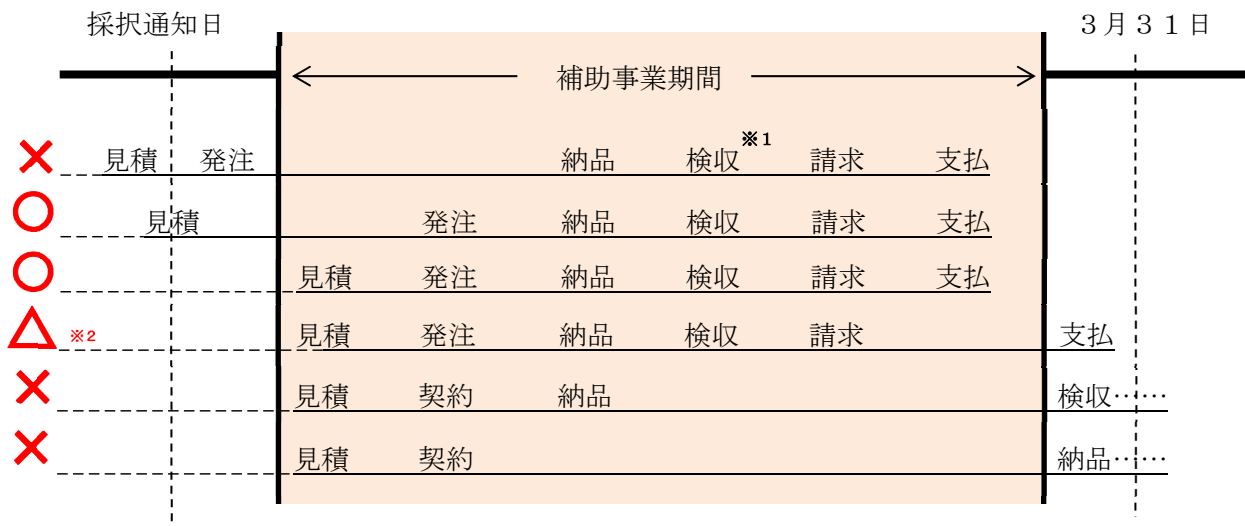 採択通知日 ３月３１日
補助事業期間
× 見積 発注 納品 検収※1 請求 支払
○ 見積 発注 納品 検収 請求 支払
○ 見積 発注 納品 検収 請求 支払
△ ※2 見積 発注 納品 検収 請求 支払
× 見積 契約 納品 検収……
× 見積 契約 納品……